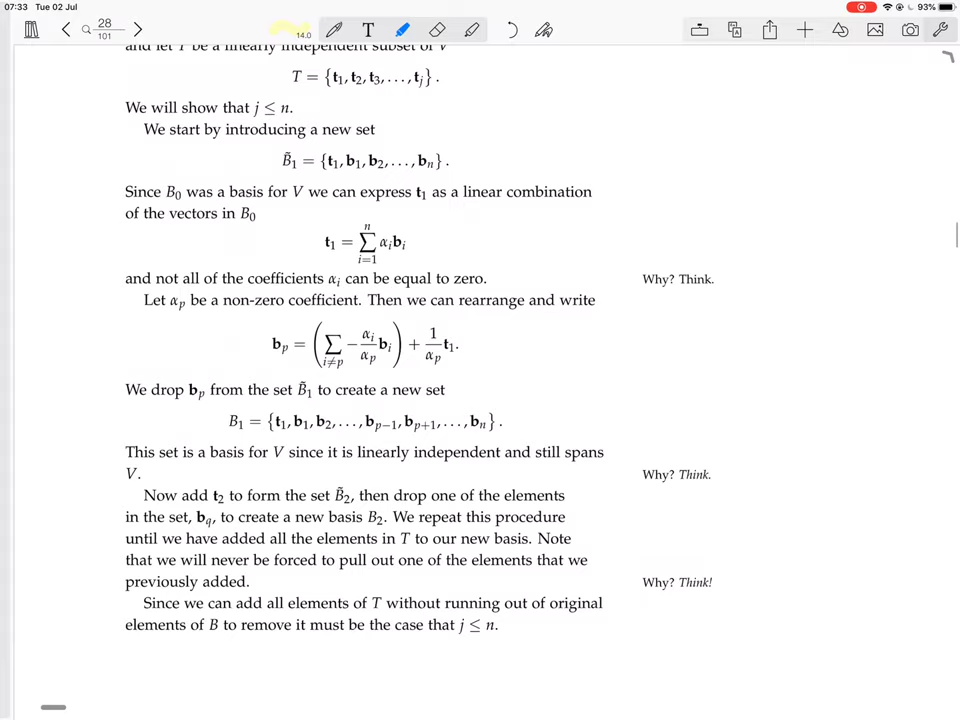 07:33 Tue 02 Jul
93%
28
101
14.0
T
and let T be a linearly independent subset of V
T = {t₁, t₂, t₃, . . . , tⱼ} .
We will show that j ≤ n.
We start by introducing a new set
B̃₁ = {t₁, b₁, b₂, . . . , bₙ} .
Since B₀ was a basis for V we can express t₁ as a linear combination
of the vectors in B₀
t₁ = ∑ⁿᵢ₌₁ αᵢbᵢ
and not all of the coefficients αᵢ can be equal to zero.
Why? Think.
Let αₚ be a non-zero coefficient. Then we can rearrange and write
bₚ = (∑_{i≠p} −αᵢ/αₚ bᵢ) + 1/αₚ t₁.
We drop bₚ from the set B̃₁ to create a new set
B₁ = {t₁, b₁, b₂, . . . , bₚ₋₁, bₚ₊₁, . . . , bₙ} .
This set is a basis for V since it is linearly independent and still spans
V.
Why? Think.
Now add t₂ to form the set B̃₂, then drop one of the elements
in the set, b_q, to create a new basis B₂. We repeat this procedure
until we have added all the elements in T to our new basis. Note
that we will never be forced to pull out one of the elements that we
previously added.
Why? Think!
Since we can add all elements of T without running out of original
elements of B to remove it must be the case that j ≤ n.